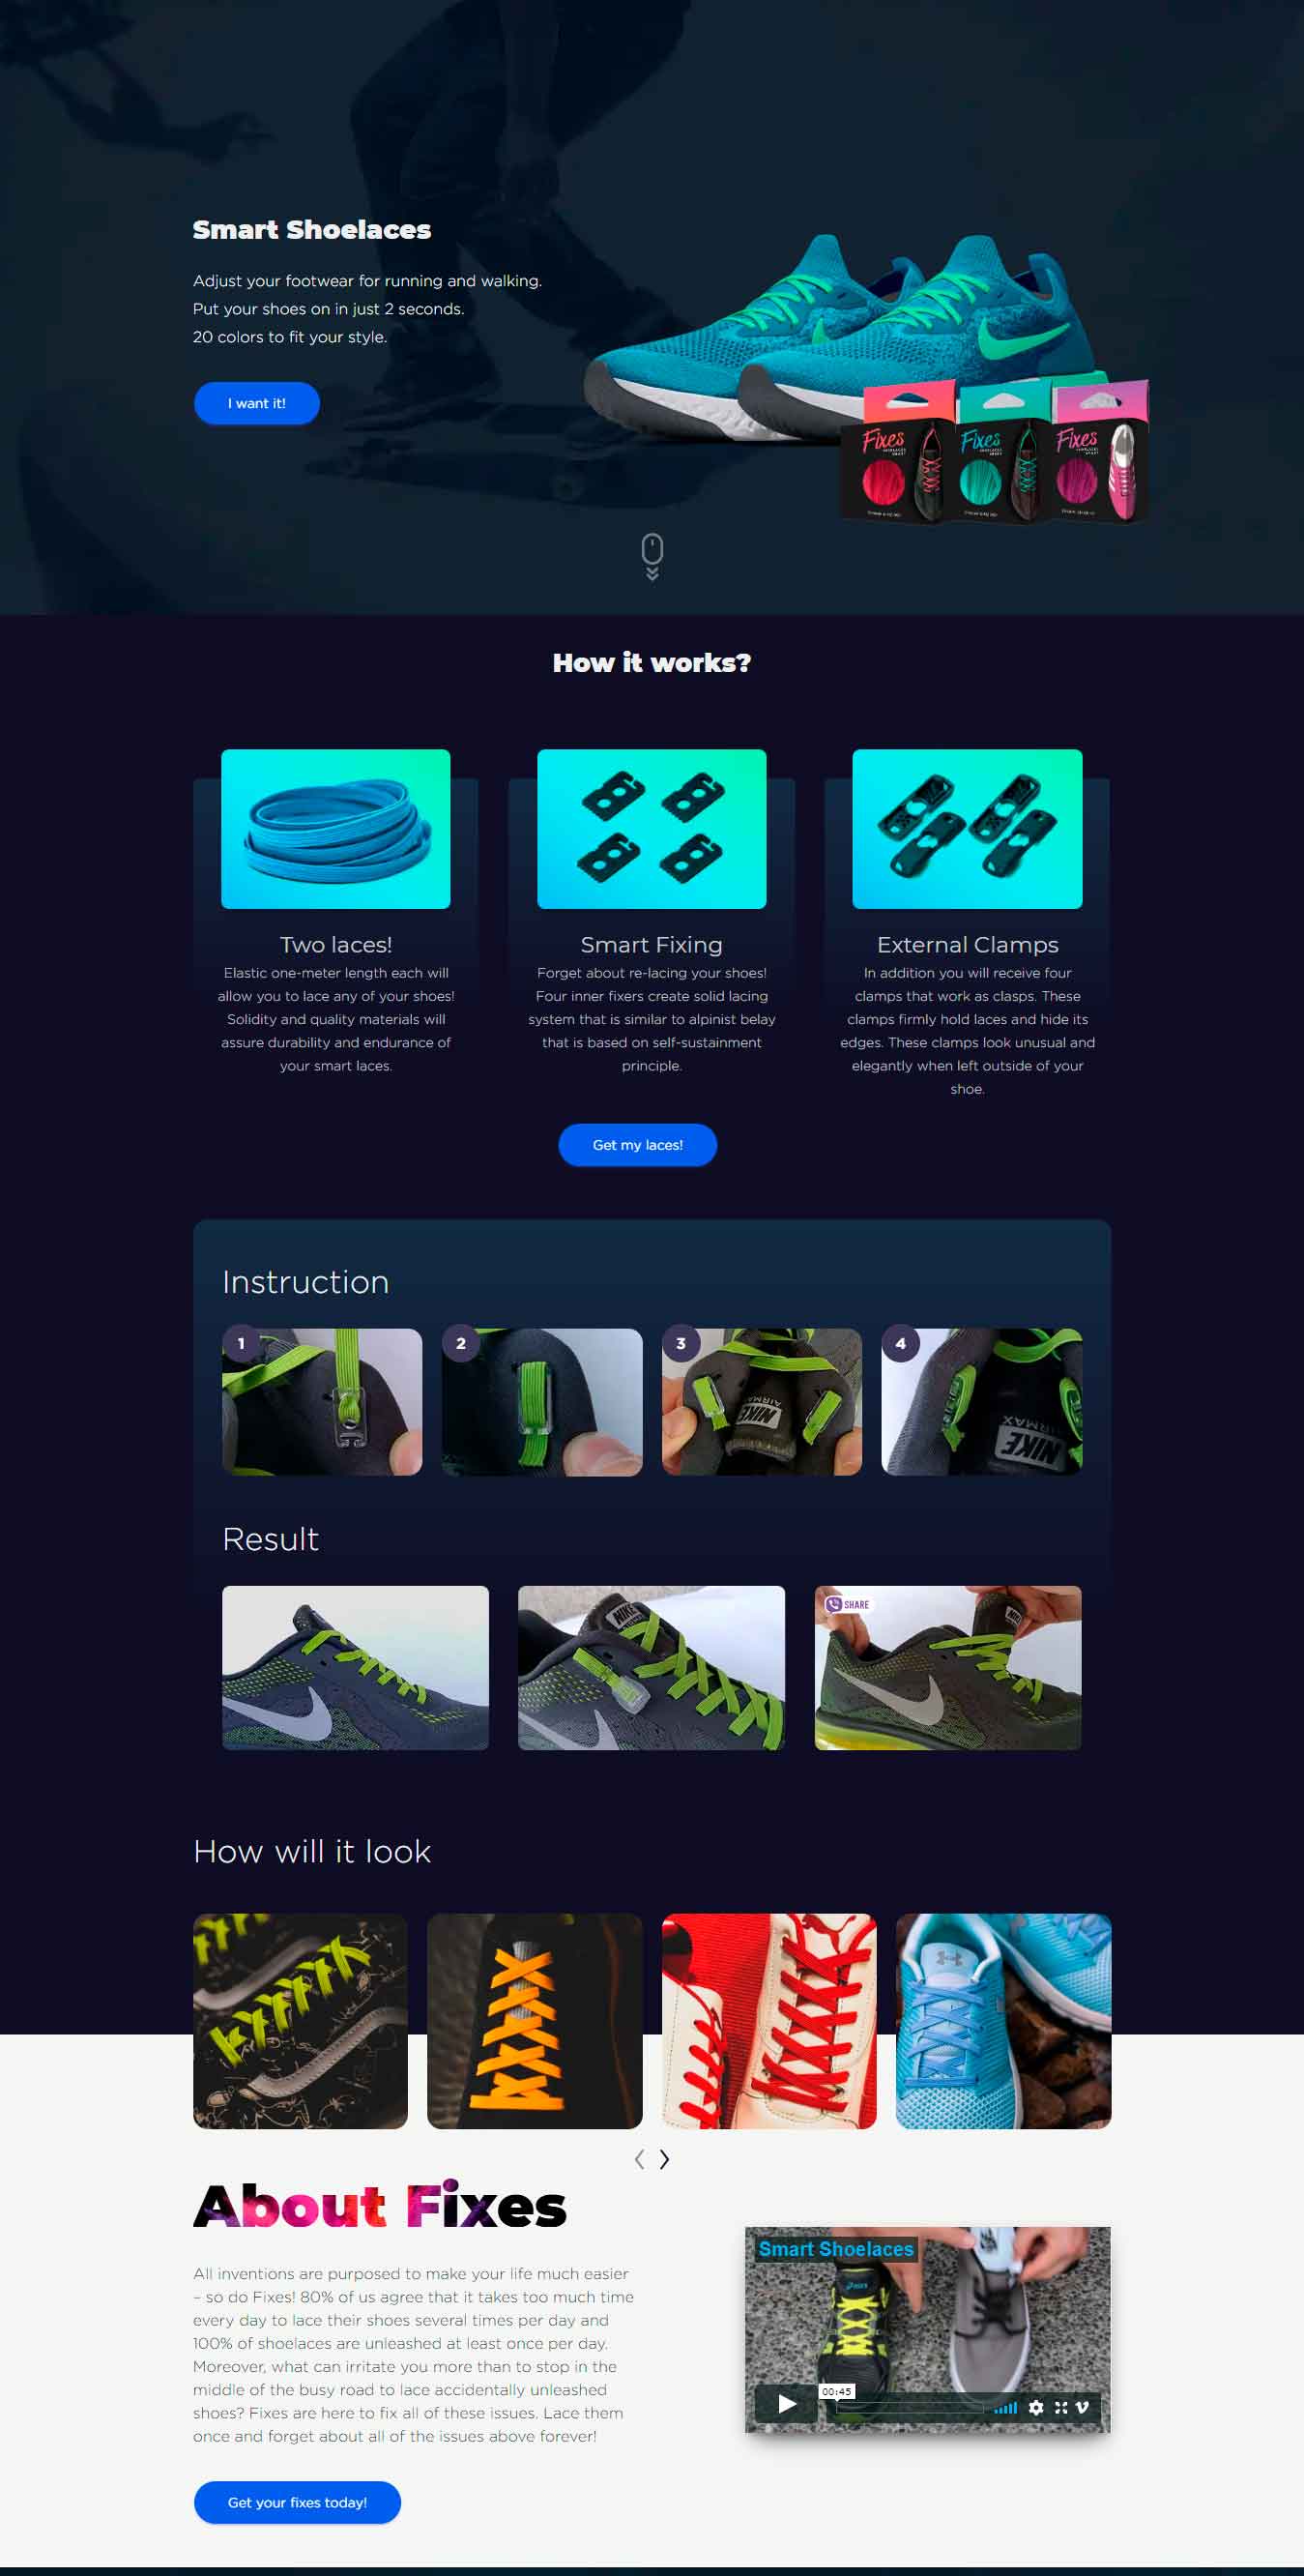 Smart Shoelaces
Adjust your footwear for running and walking.
Put your shoes on in just 2 seconds.
20 colors to fit your style.
I want it!
Fixes
Fixes
Fixes
How it works?
Two laces!
Elastic one-meter length each will
allow you to lace any of your shoes!
Solidity and quality materials will
assure durability and endurance of
your smart laces.
Smart Fixing
Forget about re-lacing your shoes!
Four inner fixers create solid lacing
system that is similar to alpinist belay
that is based on self-sustainment
principle.
External Clamps
In addition you will receive four
clamps that work as clasps. These
clamps firmly hold laces and hide its
edges. These clamps look unusual and
elegantly when left outside of your
shoe.
Get my laces!
Instruction
1
2
3
4
NIKE
AIRMAX
NIKE
AIRMAX
Result
NIKE
SHARE
NIKE
How will it look
About Fixes
All inventions are purposed to make your life much easier
– so do Fixes! 80% of us agree that it takes too much time
every day to lace their shoes several times per day and
100% of shoelaces are unleashed at least once per day.
Moreover, what can irritate you more than to stop in the
middle of the busy road to lace accidentally unleashed
shoes? Fixes are here to fix all of these issues. Lace them
once and forget about all of the issues above forever!
Smart Shoelaces
asics
00:45
Get your fixes today!